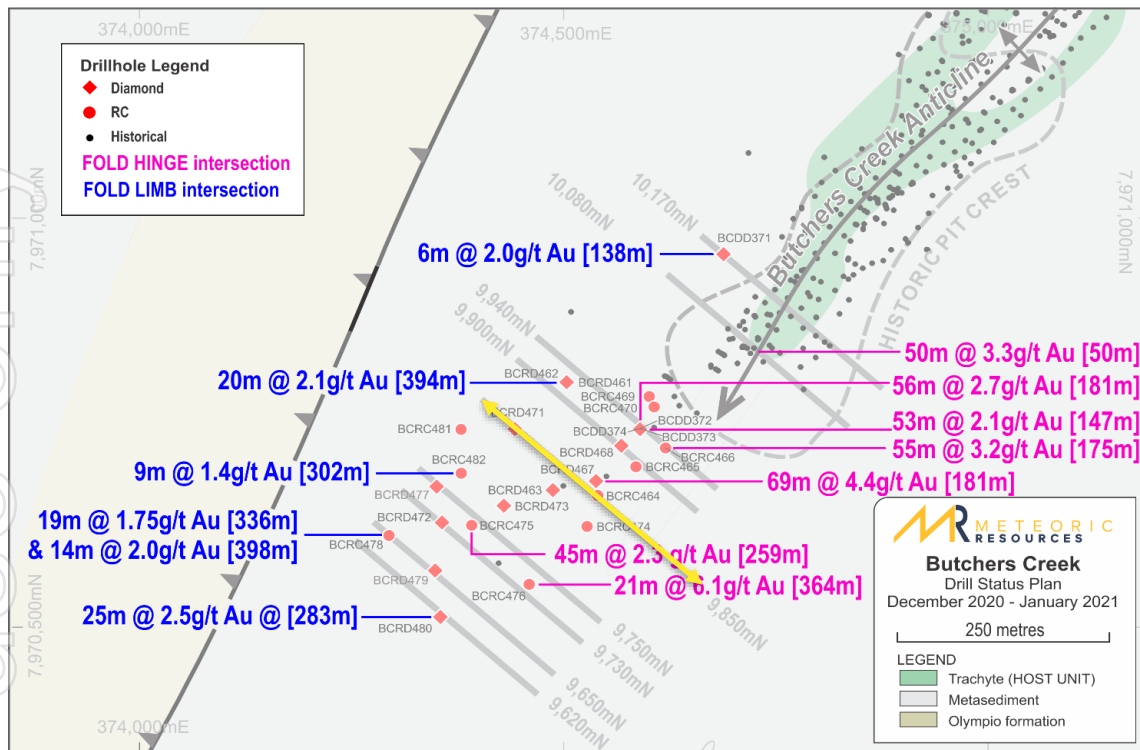 374,000mE
374,500mE
375,000mE
Drillhole Legend
Diamond
RC
Historical
FOLD HINGE intersection
FOLD LIMB intersection
7,971,000mN
7,971,000mN
Butchers Creek Anticline
HISTORIC PIT CREST
10,170mN
10,080mN
BCDD371
6m @ 2.0g/t Au [138m]
9,940mN
9,900mN
50m @ 3.3g/t Au [50m]
BCRD462
BCRD461
20m @ 2.1g/t Au [394m]
56m @ 2.7g/t Au [181m]
BCRC469
BCRC470
BCRD471
BCDD372
53m @ 2.1g/t Au [147m]
BCRC481
BCDD374
BCDD373
55m @ 3.2g/t Au [175m]
BCRD468
BCRC466
BCRC482
BCRC465
9m @ 1.4g/t Au [302m]
BCRD467
69m @ 4.4g/t Au [181m]
BCRD477
BCRD463
BCRC464
BCRD473
19m @ 1.75g/t Au [336m]
& 14m @ 2.0g/t Au [398m]
BCRD472
BCRC475
BCRC478
45m @ 2.3g/t Au [259m]
BCRD479
BCRC476
21m @ 6.1g/t Au [364m]
25m @ 2.5g/t Au @ [283m]
BCRD480
9,850mN
9,750mN
9,730mN
9,650mN
9,620mN
7,970,500mN
374,000mE
METEORIC
RESOURCES
Butchers Creek
Drill Status Plan
December 2020 - January 2021
250 metres
LEGEND
Trachyte (HOST UNIT)
Metasediment
Olympio formation